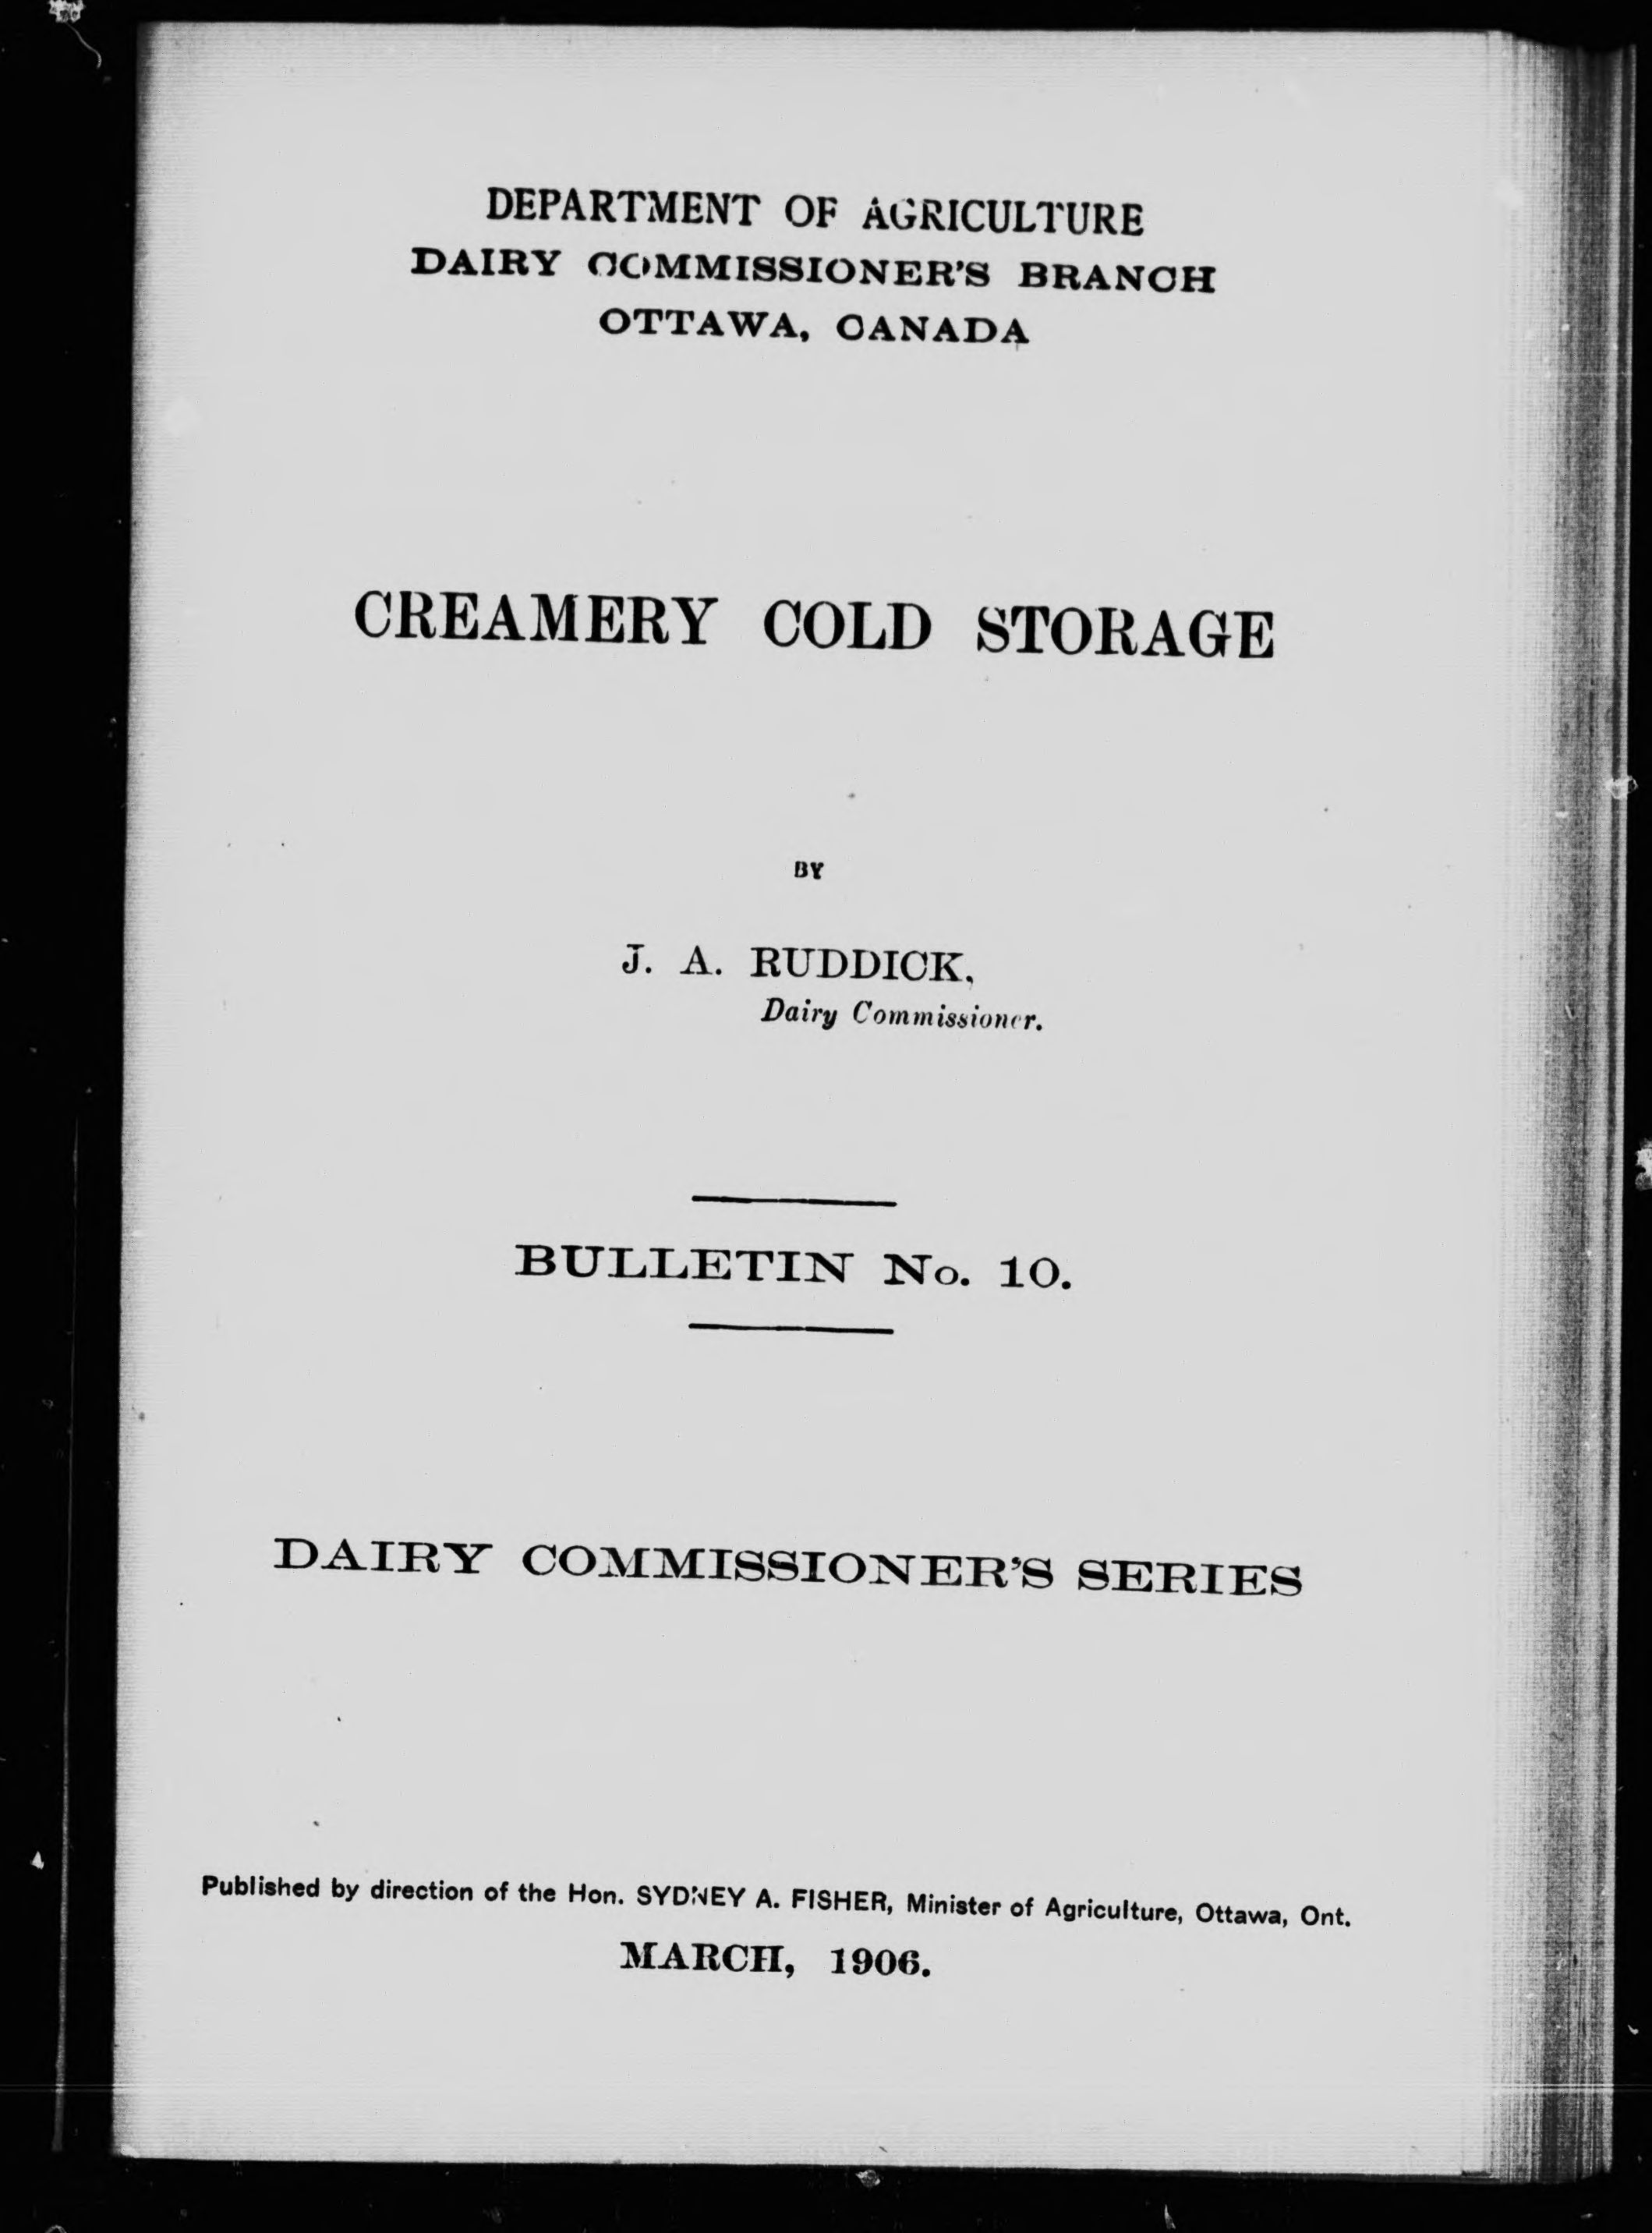 DEPARTMENT OF AGRICULTURE
DAIRY COMMISSIONER'S BRANCH
OTTAWA, CANADA
CREAMERY COLD STORAGE
BY
J. A. RUDDICK,
Dairy Commissioner.
BULLETIN No. 10.
DAIRY COMMISSIONER'S SERIES
Published by direction of the Hon. SYDNEY A. FISHER, Minister of Agriculture, Ottawa, Ont.
MARCH, 1906.